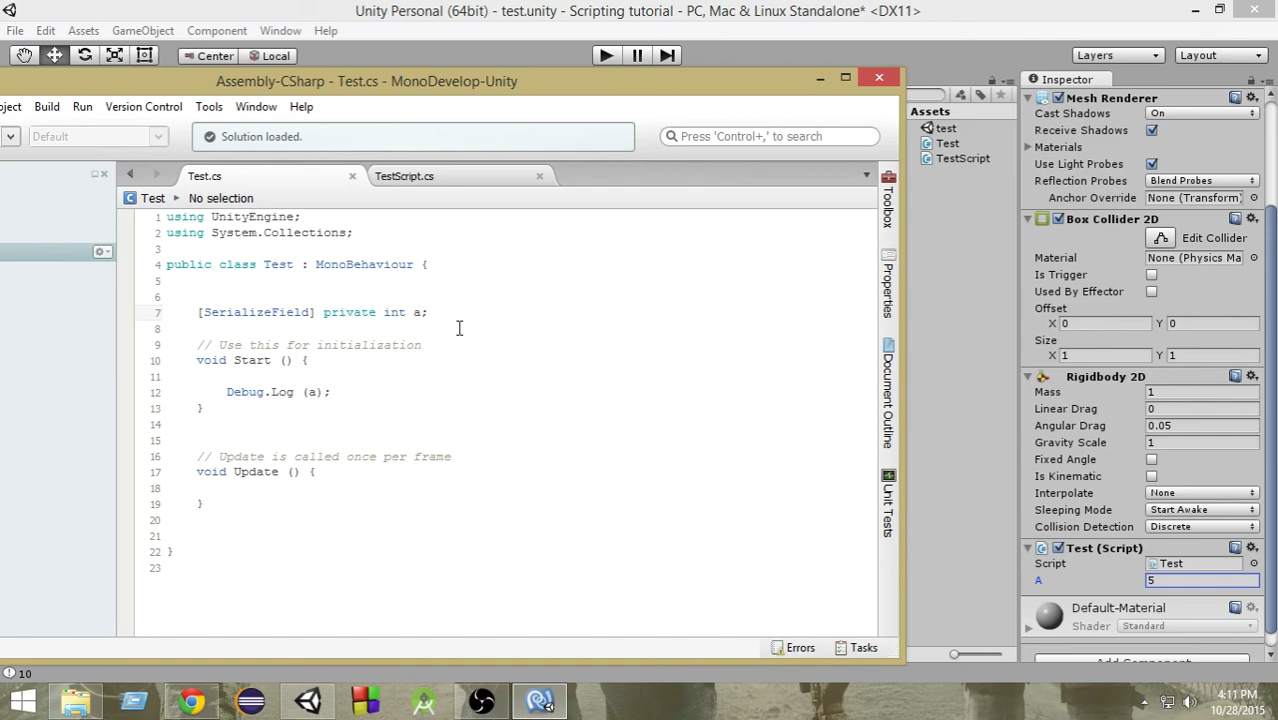 Unity Personal (64bit) - test.unity - Scripting tutorial - PC, Mac & Linux Standalone* <DX11>
File Edit Assets GameObject Component Window Help
Center Local Layers Layout
Assembly-CSharp - Test.cs - MonoDevelop-Unity
Inspector
oject Build Run Version Control Tools Window Help
Default Solution loaded. Press 'Control+,' to search
Test.cs TestScript.cs
Test No selection
1 using UnityEngine;
2 using System.Collections;
3
4 public class Test : MonoBehaviour {
5
6
7 [SerializeField] private int a;
8
9 // Use this for initialization
10 void Start () {
11
12 Debug.Log (a);
13 }
14
15
16 // Update is called once per frame
17 void Update () {
18
19 }
20
21
22 }
23
Toolbox
Properties
Document Outline
Unit Tests
Errors Tasks
Assets
test
Test
TestScript
Mesh Renderer
Cast Shadows On
Receive Shadows
Materials
Use Light Probes
Reflection Probes Blend Probes
Anchor Override None (Transform)
Box Collider 2D
Edit Collider
Material None (Physics Ma
Is Trigger
Used By Effector
Offset
X 0 Y 0
Size
X 1 Y 1
Rigidbody 2D
Mass 1
Linear Drag 0
Angular Drag 0.05
Gravity Scale 1
Fixed Angle
Is Kinematic
Interpolate None
Sleeping Mode Start Awake
Collision Detection Discrete
Test (Script)
Script Test
A 5
Default-Material
Shader Standard
Add Component
10
4:11 PM
10/28/2015